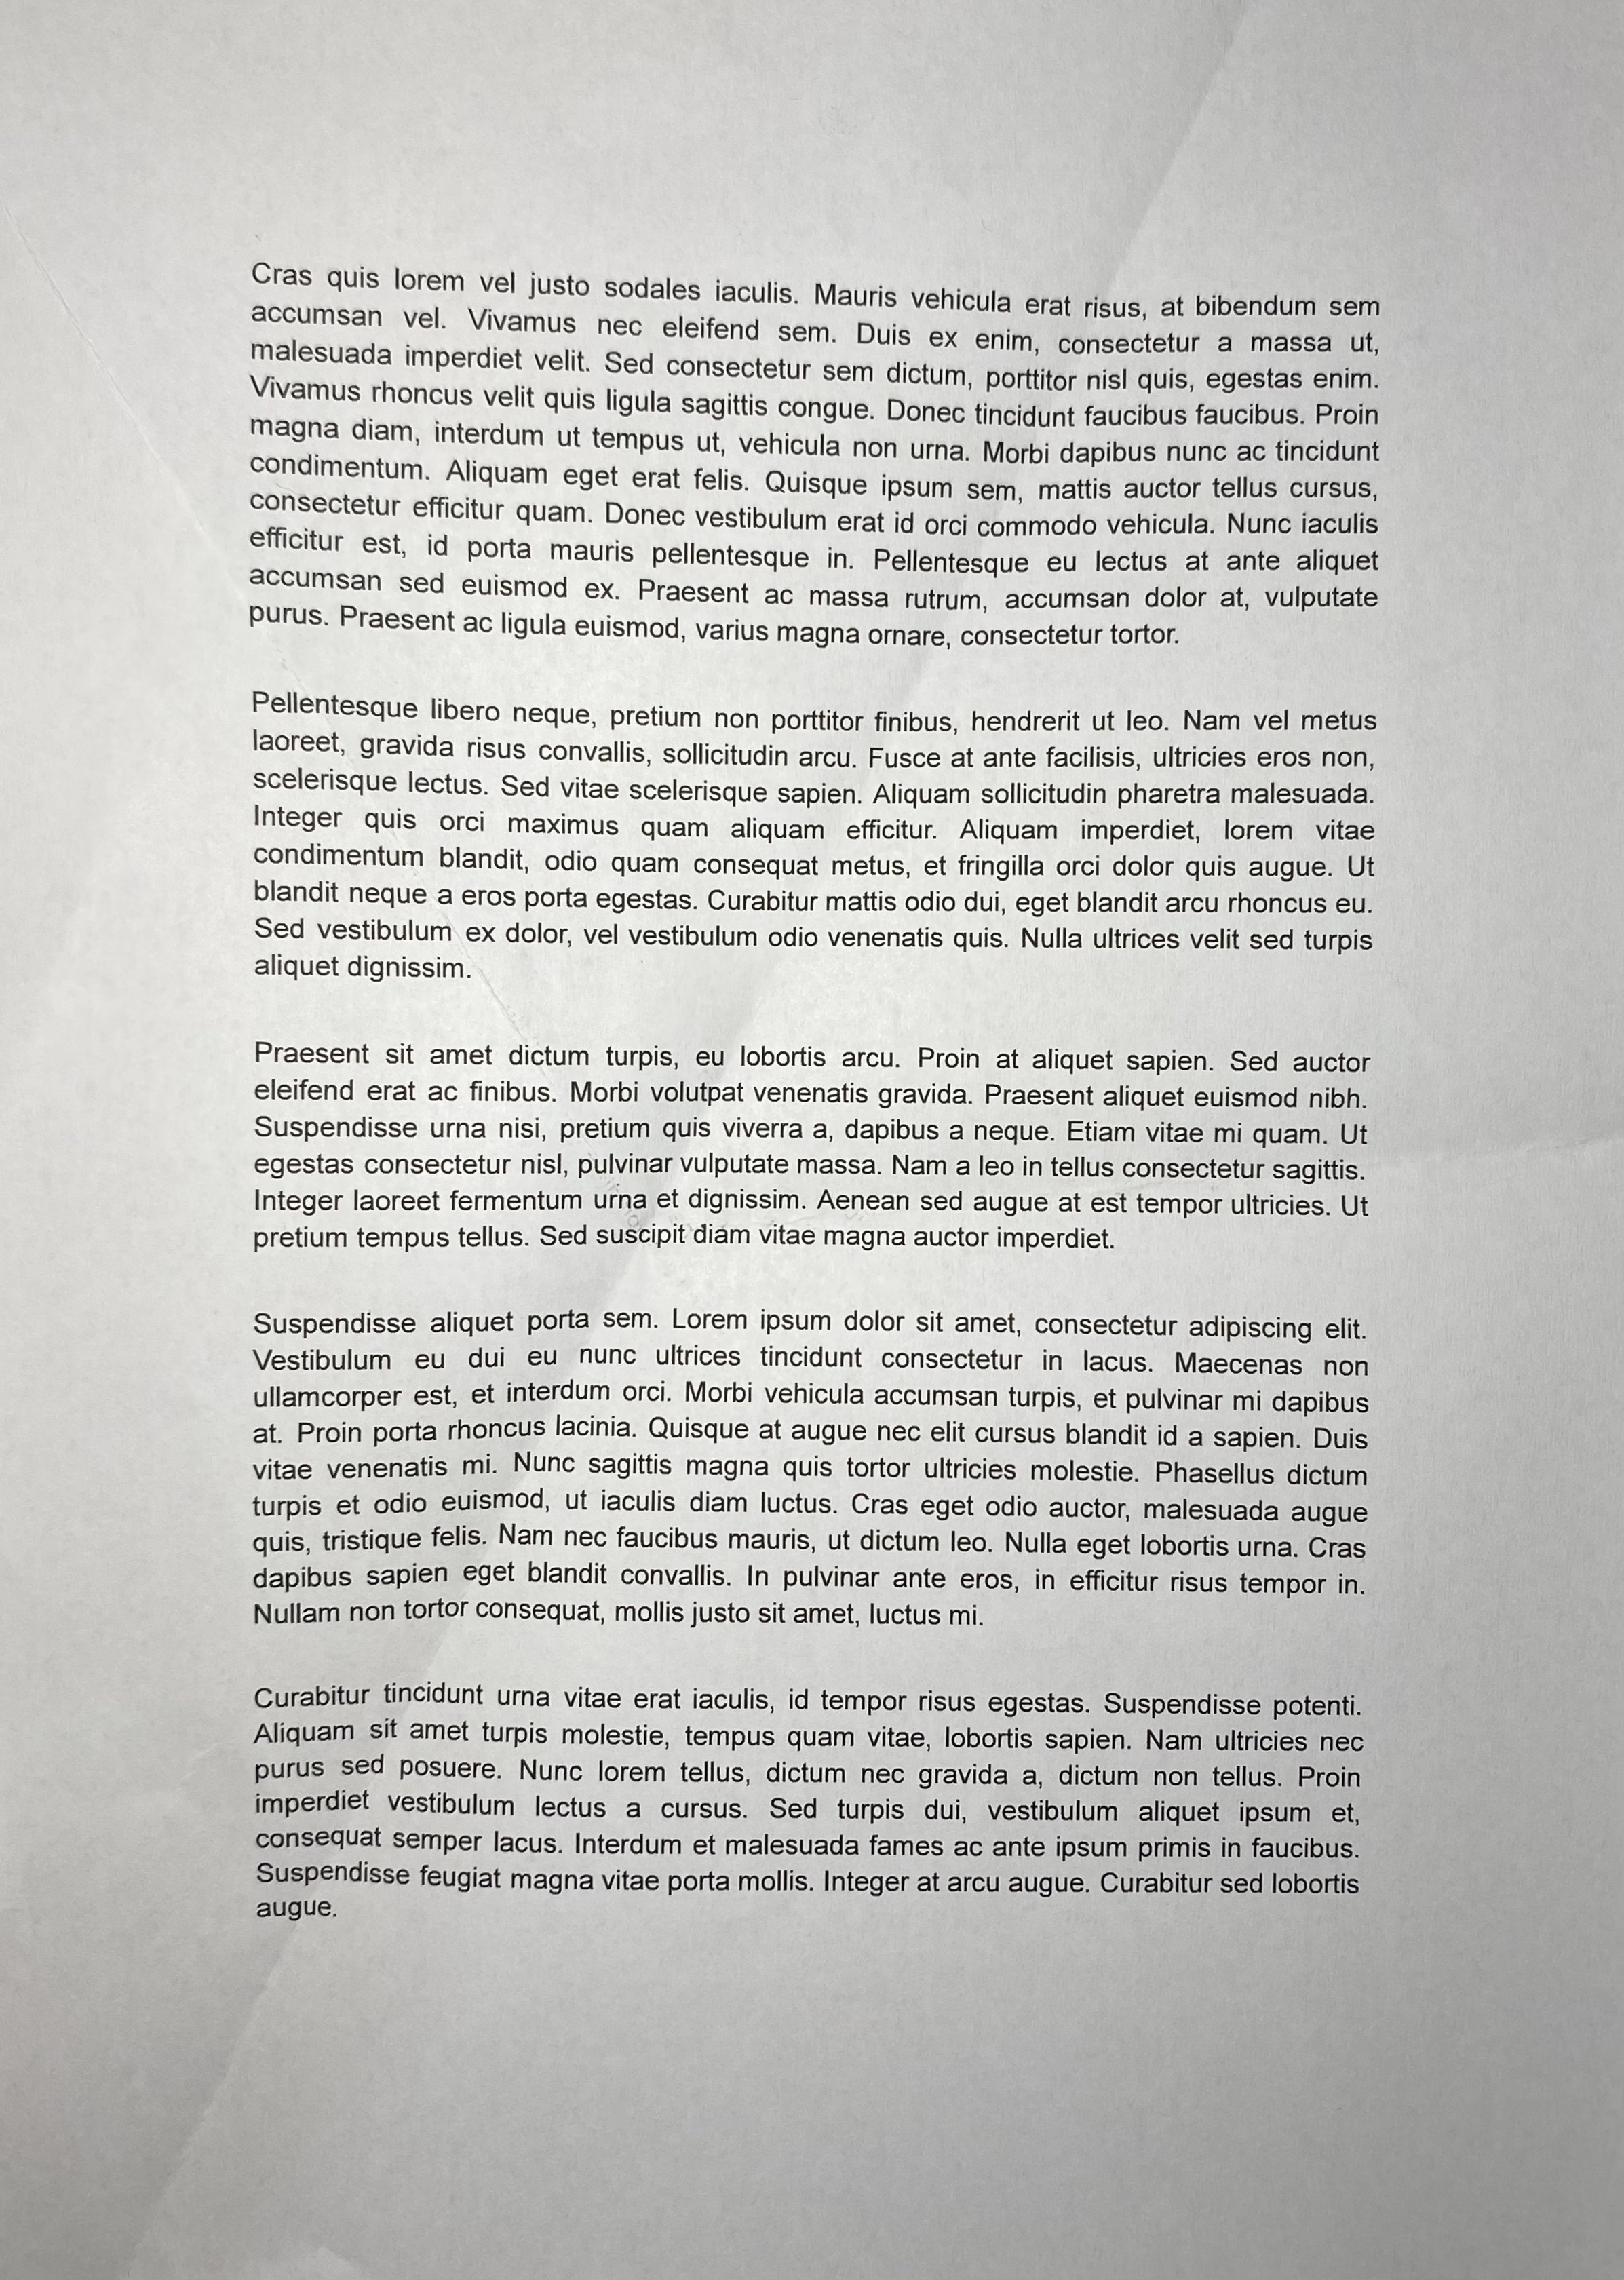 Cras quis lorem vel justo sodales iaculis. Mauris vehicula erat risus, at bibendum sem
accumsan vel. Vivamus nec eleifend sem. Duis ex enim, consectetur a massa ut,
malesuada imperdiet velit. Sed consectetur sem dictum, porttitor nisl quis, egestas enim.
Vivamus rhoncus velit quis ligula sagittis congue. Donec tincidunt faucibus faucibus. Proin
magna diam, interdum ut tempus ut, vehicula non urna. Morbi dapibus nunc ac tincidunt
condimentum. Aliquam eget erat felis. Quisque ipsum sem, mattis auctor tellus cursus,
consectetur efficitur quam. Donec vestibulum erat id orci commodo vehicula. Nunc iaculis
efficitur est, id porta mauris pellentesque in. Pellentesque eu lectus at ante aliquet
accumsan sed euismod ex. Praesent ac massa rutrum, accumsan dolor at, vulputate
purus. Praesent ac ligula euismod, varius magna ornare, consectetur tortor.

Pellentesque libero neque, pretium non porttitor finibus, hendrerit ut leo. Nam vel metus
laoreet, gravida risus convallis, sollicitudin arcu. Fusce at ante facilisis, ultricies eros non,
scelerisque lectus. Sed vitae scelerisque sapien. Aliquam sollicitudin pharetra malesuada.
Integer quis orci maximus quam aliquam efficitur. Aliquam imperdiet, lorem vitae
condimentum blandit, odio quam consequat metus, et fringilla orci dolor quis augue. Ut
blandit neque a eros porta egestas. Curabitur mattis odio dui, eget blandit arcu rhoncus eu.
Sed vestibulum ex dolor, vel vestibulum odio venenatis quis. Nulla ultrices velit sed turpis
aliquet dignissim.

Praesent sit amet dictum turpis, eu lobortis arcu. Proin at aliquet sapien. Sed auctor
eleifend erat ac finibus. Morbi volutpat venenatis gravida. Praesent aliquet euismod nibh.
Suspendisse urna nisi, pretium quis viverra a, dapibus a neque. Etiam vitae mi quam. Ut
egestas consectetur nisl, pulvinar vulputate massa. Nam a leo in tellus consectetur sagittis.
Integer laoreet fermentum urna et dignissim. Aenean sed augue at est tempor ultricies. Ut
pretium tempus tellus. Sed suscipit diam vitae magna auctor imperdiet.

Suspendisse aliquet porta sem. Lorem ipsum dolor sit amet, consectetur adipiscing elit.
Vestibulum eu dui eu nunc ultrices tincidunt consectetur in lacus. Maecenas non
ullamcorper est, et interdum orci. Morbi vehicula accumsan turpis, et pulvinar mi dapibus
at. Proin porta rhoncus lacinia. Quisque at augue nec elit cursus blandit id a sapien. Duis
vitae venenatis mi. Nunc sagittis magna quis tortor ultricies molestie. Phasellus dictum
turpis et odio euismod, ut iaculis diam luctus. Cras eget odio auctor, malesuada augue
quis, tristique felis. Nam nec faucibus mauris, ut dictum leo. Nulla eget lobortis urna. Cras
dapibus sapien eget blandit convallis. In pulvinar ante eros, in efficitur risus tempor in.
Nullam non tortor consequat, mollis justo sit amet, luctus mi.

Curabitur tincidunt urna vitae erat iaculis, id tempor risus egestas. Suspendisse potenti.
Aliquam sit amet turpis molestie, tempus quam vitae, lobortis sapien. Nam ultricies nec
purus sed posuere. Nunc lorem tellus, dictum nec gravida a, dictum non tellus. Proin
imperdiet vestibulum lectus a cursus. Sed turpis dui, vestibulum aliquet ipsum et,
consequat semper lacus. Interdum et malesuada fames ac ante ipsum primis in faucibus.
Suspendisse feugiat magna vitae porta mollis. Integer at arcu augue. Curabitur sed lobortis
augue.